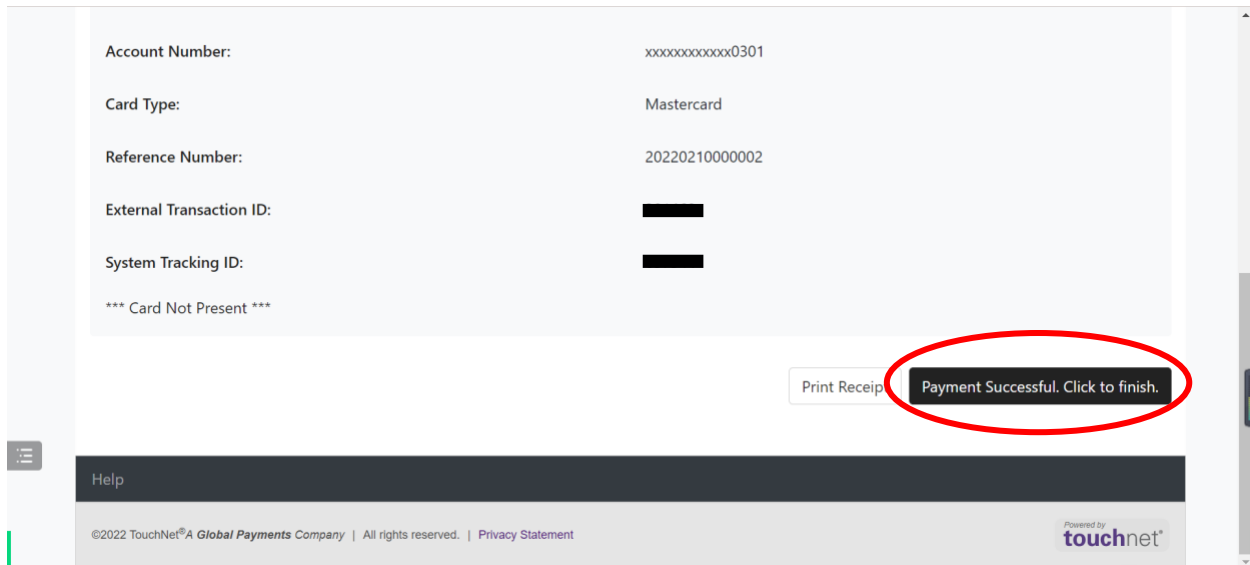 Account Number: xxxxxxxxxxxx0301
Card Type: Mastercard
Reference Number: 20220210000002
External Transaction ID:
System Tracking ID:
*** Card Not Present ***
Print Receip Payment Successful. Click to finish.
Help
©2022 TouchNet®A Global Payments Company | All rights reserved. | Privacy Statement
Powered by
touchnet®